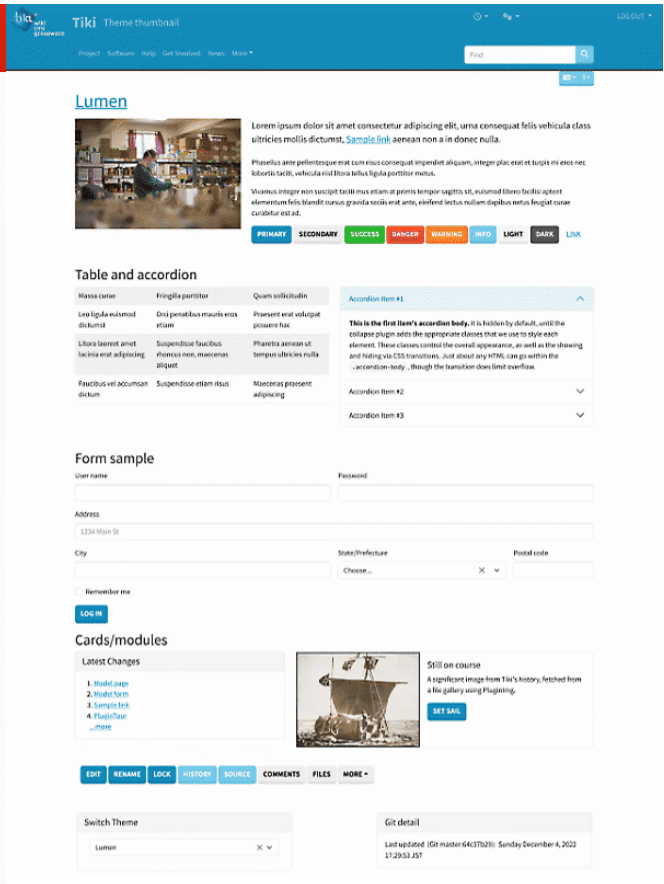 tiki
wiki
cms
groupware
Tiki Theme thumbnail
LOG OUT
Project Software Help Get Involved News More
Find
Lumen
Lorem ipsum dolor sit amet consectetur adipiscing elit, urna consequat felis vehicula class
ultricies mollis dictumst, Sample link aenean non a in donec nulla.
Phasellus ante pellentesque erat cum risus consequat imperdiet aliquam, integer plac erat et turpis mi eros nec
lobortis taciti, vehicula nisl litora tellus ligula porttitor metus.
Vivamus integer non suscipit taciti mus etiam at primis tempor sagittis sit, euismod libero facilisi aptent
elementum felis blandit cursus gravida sociis erat ante, eleifend lectus nullam dapibus netus feugiat curae
curabitur est ad.
PRIMARY SECONDARY SUCCESS DANGER WARNING INFO LIGHT DARK LINK
Table and accordion
Massa curae Fringilla porttitor Quam sollicitudin
Leo ligula euismod Orci penatibus mauris eros Praesent erat volutpat
dictumst etiam posuere hac
Litora laoreet amet Suspendisse faucibus Pharetra aenean ut
lacinia erat adipiscing rhoncus non, maecenas tempus ultricies nulla
aliquet
Faucibus vel accumsan Suspendisse etiam risus Maecenas praesent
dictum adipiscing
Accordion Item #1
This is the first item's accordion body. It is hidden by default, until the
collapse plugin adds the appropriate classes that we use to style each
element. These classes control the overall appearance, as well as the showing
and hiding via CSS transitions. Just about any HTML can go within the
.accordion-body , though the transition does limit overflow.
Accordion Item #2
Accordion Item #3
Form sample
User name Password
Address
1234 Main St
City State/Prefecture Postal code
Choose...
Remember me
LOG IN
Cards/modules
Latest Changes
1. Model page
2. Model form
3. Sample link
4. PluginTour
...more
Still on course
A significant image from Tiki's history, fetched from
a file gallery using PluginImg.
SET SAIL
EDIT RENAME LOCK HISTORY SOURCE COMMENTS FILES MORE
Switch Theme
Lumen
Git detail
Last updated (Git master:64c37b29): Sunday December 4, 2022
17:29:53 JST